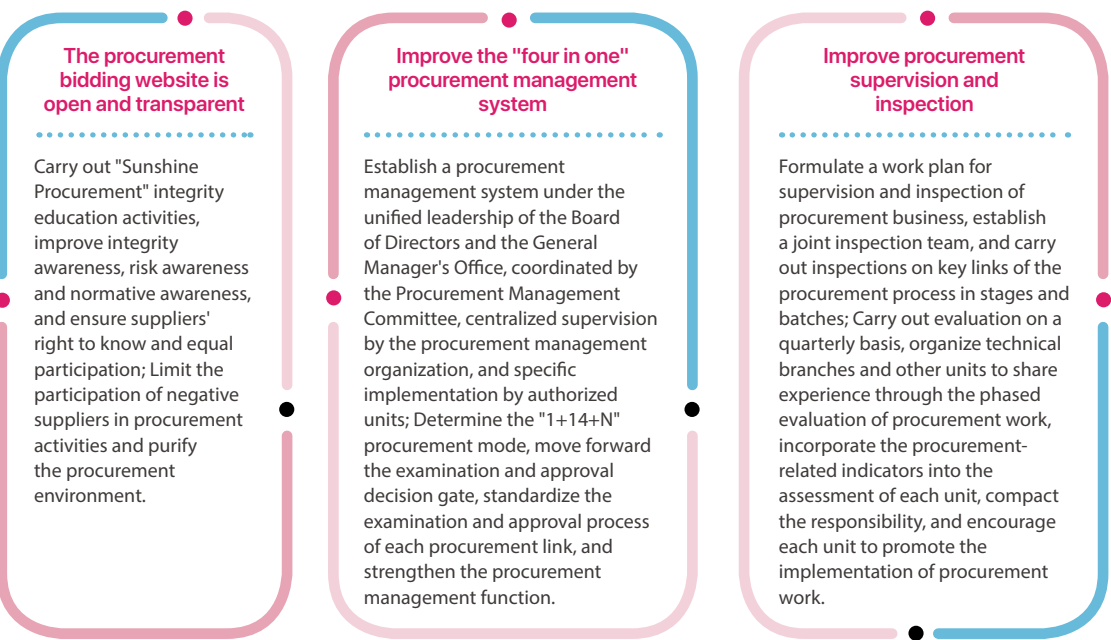 The procurement
bidding website is
open and transparent
Carry out "Sunshine
Procurement" integrity
education activities,
improve integrity
awareness, risk awareness
and normative awareness,
and ensure suppliers'
right to know and equal
participation; Limit the
participation of negative
suppliers in procurement
activities and purify
the procurement
environment.
Improve the "four in one"
procurement management
system
Establish a procurement
management system under the
unified leadership of the Board
of Directors and the General
Manager's Office, coordinated by
the Procurement Management
Committee, centralized supervision
by the procurement management
organization, and specific
implementation by authorized
units; Determine the "1+14+N"
procurement mode, move forward
the examination and approval
decision gate, standardize the
examination and approval process
of each procurement link, and
strengthen the procurement
management function.
Improve procurement
supervision and
inspection
Formulate a work plan for
supervision and inspection of
procurement business, establish
a joint inspection team, and carry
out inspections on key links of the
procurement process in stages and
batches; Carry out evaluation on a
quarterly basis, organize technical
branches and other units to share
experience through the phased
evaluation of procurement work,
incorporate the procurement-
related indicators into the
assessment of each unit, compact
the responsibility, and encourage
each unit to promote the
implementation of procurement
work.